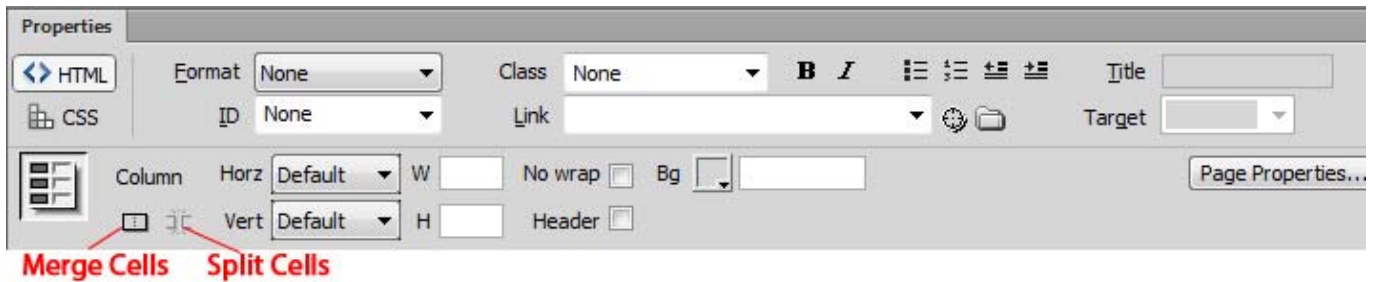 Properties
<> HTML Format None Class None B I Title
CSS ID None Link Target
Column Horz Default W No wrap Bg Page Properties...
Vert Default H Header
Merge Cells Split Cells